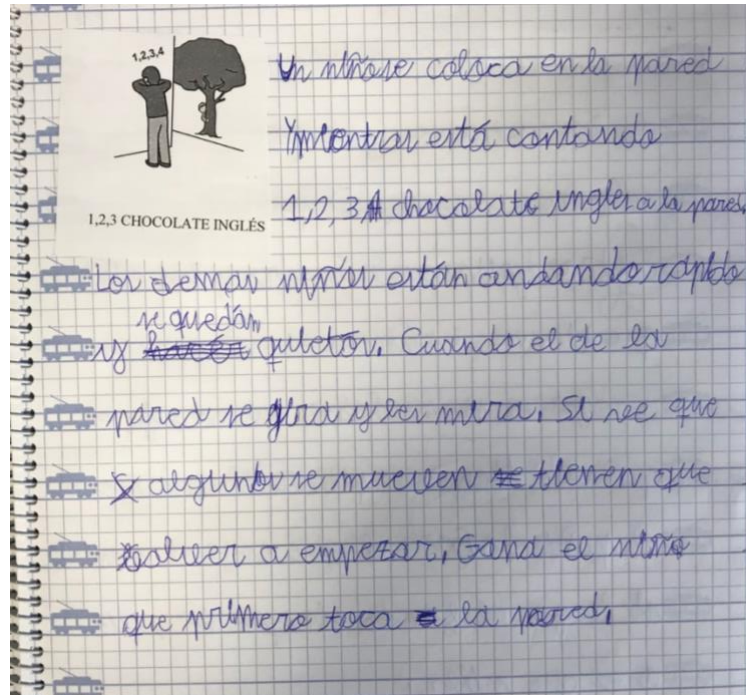 1,2,3,4
1,2,3 CHOCOLATE INGLÉS
Un niño se coloca en la pared
Y mientras está contando
1, 2, 3 chocolate ingles a la pared.
Los demas niños están andando rápido
se quedán
y quietos. Cuando el de la
pared se gira y les mira. Si vee que
algunos se mueven tienen que
volver a empezar, Gana el niño
que primero toca la pared.